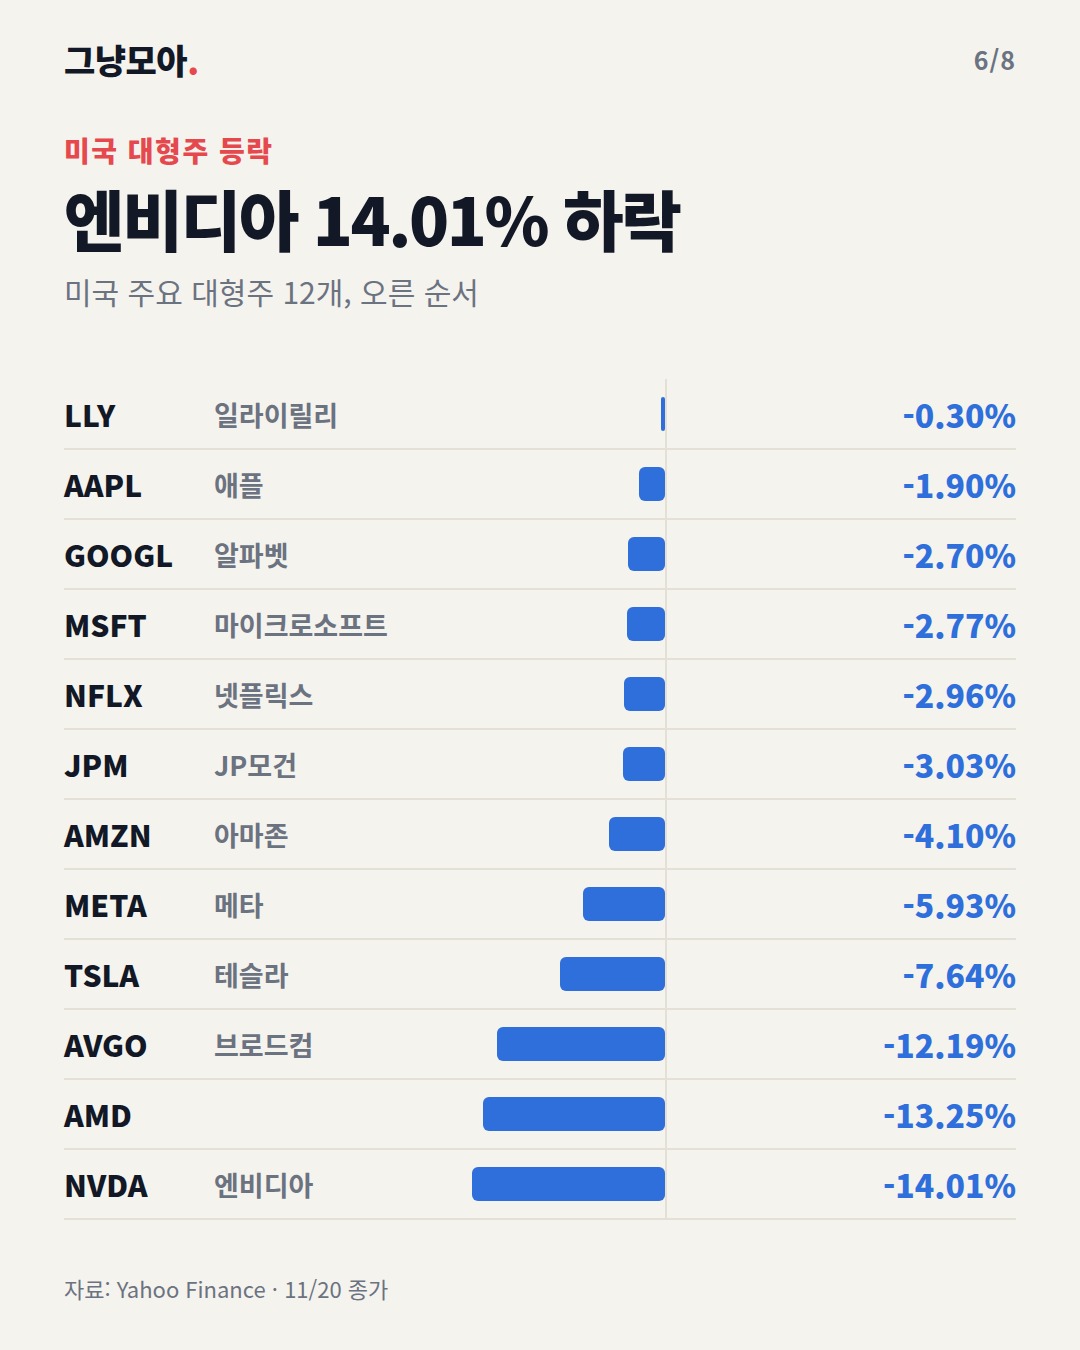 그냥모아.
6/8
미국 대형주 등락
엔비디아 14.01% 하락
미국 주요 대형주 12개, 오른 순서
LLY 일라이릴리 -0.30%
AAPL 애플 -1.90%
GOOGL 알파벳 -2.70%
MSFT 마이크로소프트 -2.77%
NFLX 넷플릭스 -2.96%
JPM JP모건 -3.03%
AMZN 아마존 -4.10%
META 메타 -5.93%
TSLA 테슬라 -7.64%
AVGO 브로드컴 -12.19%
AMD -13.25%
NVDA 엔비디아 -14.01%
자료: Yahoo Finance · 11/20 종가